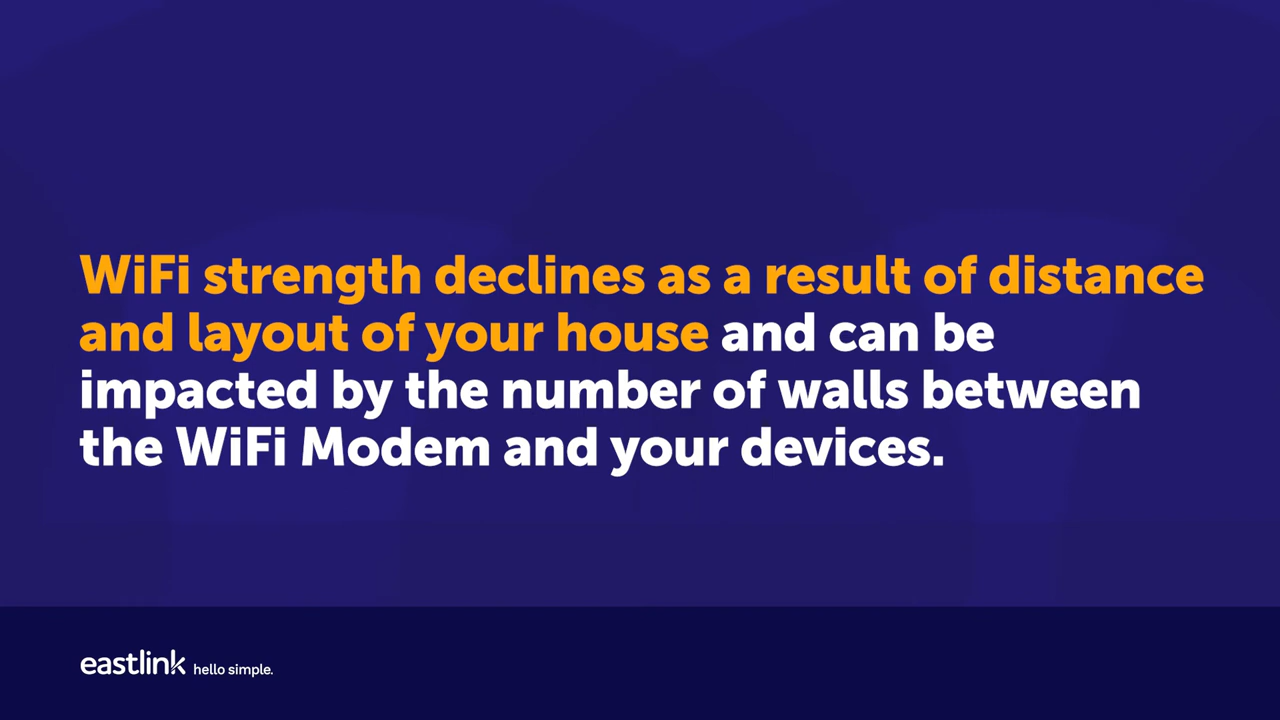 WiFi strength declines as a result of distance
and layout of your house and can be
impacted by the number of walls between
the WiFi Modem and your devices.
eastlink hello simple.